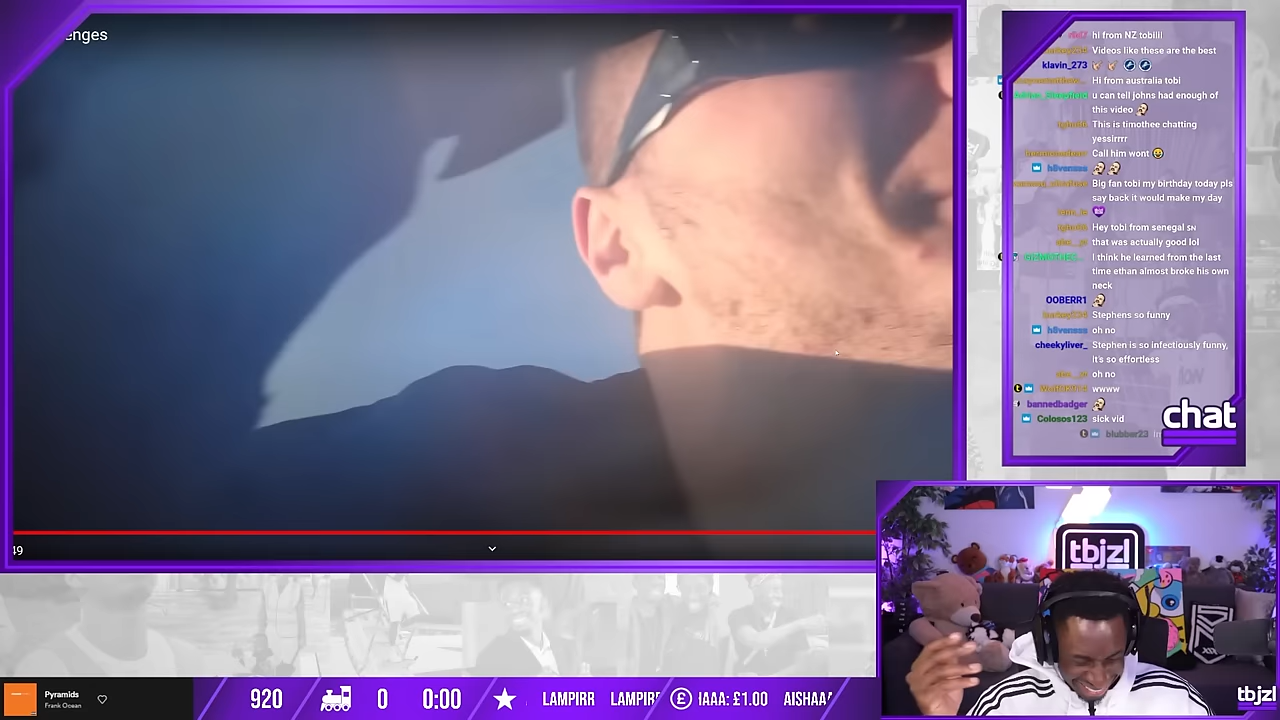 enges
hi from NZ tobiiii
Videos like these are the best
klavin_273
Hi from australia tobi
u can tell johns had enough of
this video
This is timothee chatting
yessirrrr
Call him wont
h8venss
Big fan tobi my birthday today pls
say back it would make my day
Hey tobi from senegal SN
that was actually good lol
I think he learned from the last
time ethan almost broke his own
neck
OOBERR1
Stephens so funny
oh no
cheekyliver_ Stephen is so infectiously funny,
it's so effortless
oh no
wwww
bannedbadger
Colosos123 sick vid
blubber23
chat
49
tbjzl
Pyramids
Frank Ocean
920 0 0:00 LAMPIRR LAMPIRR £ IAAA: £1.00 AISHAA
tbjzl